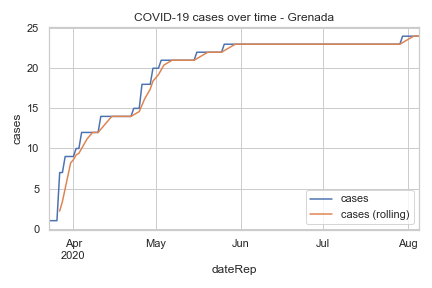 COVID-19 cases over time - Grenada
25
20
15
10
5
0
cases
Apr
2020
May
Jun
Jul
Aug
dateRep
cases
cases (rolling)